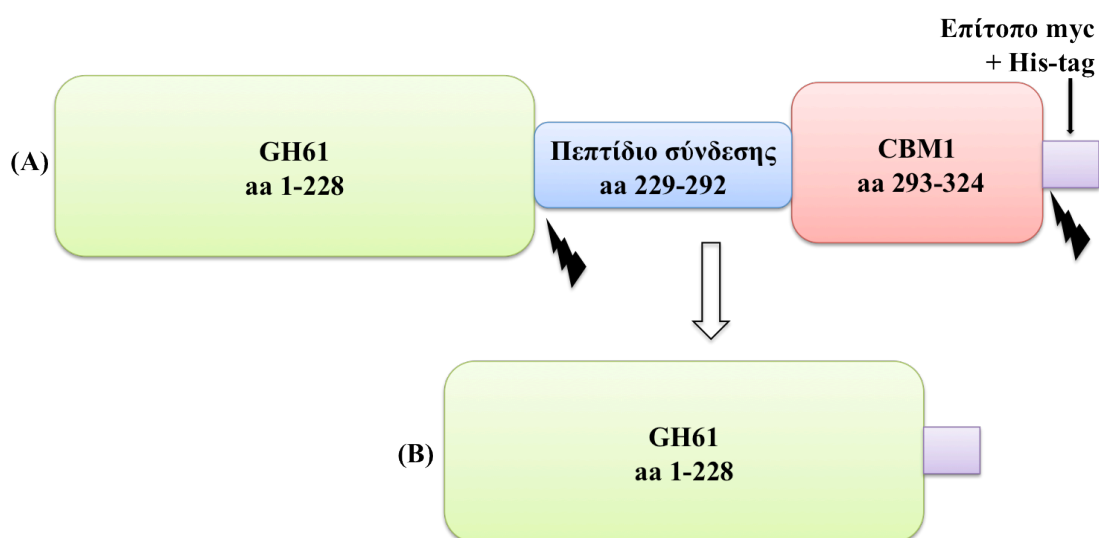 Επίτοπο myc
+ His-tag
(A)
GH61
aa 1-228
Πεπτίδιο σύνδεσης
aa 229-292
CBM1
aa 293-324
(B)
GH61
aa 1-228